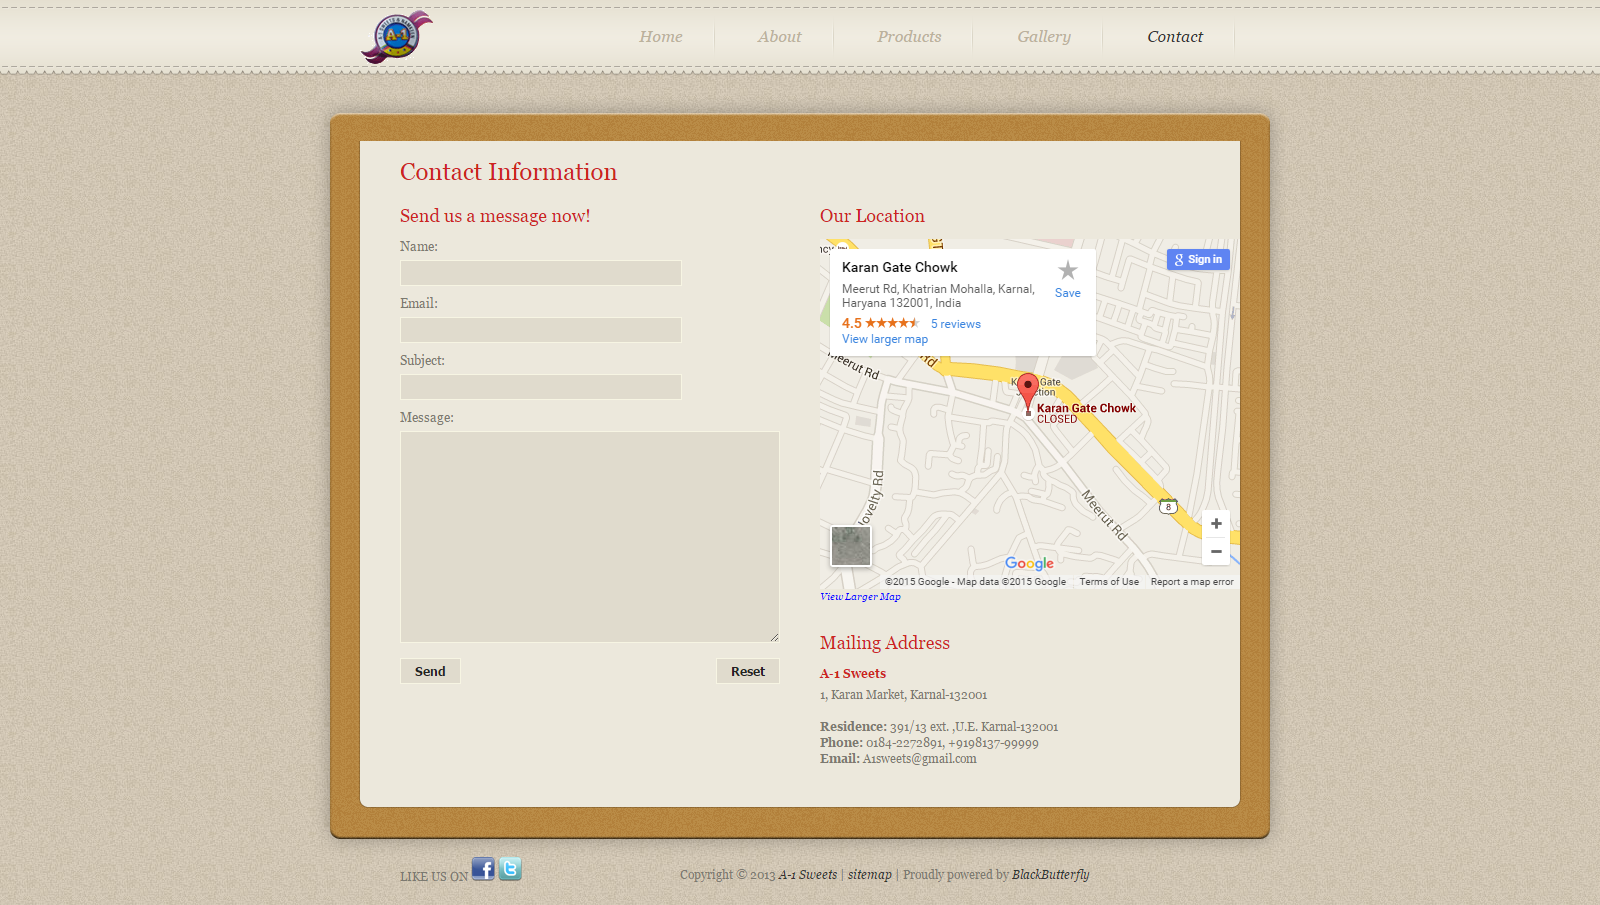 A-1
Home
About
Products
Gallery
Contact
Contact Information
Send us a message now!
Name:
Email:
Subject:
Message:
Send
Reset
Our Location
Karan Gate Chowk
Meerut Rd, Khatrian Mohalla, Karnal,
Haryana 132001, India
4.5
5 reviews
View larger map
Save
Sign in
Meerut Rd
Karan Gate Chowk
CLOSED
8
Meerut Rd
Google
©2015 Google - Map data ©2015 Google
Terms of Use
Report a map error
View Larger Map
Mailing Address
A-1 Sweets
1, Karan Market, Karnal-132001
Residence: 391/13 ext. ,U.E. Karnal-132001
Phone: 0184-2272891, +9198137-99999
Email: A1sweets@gmail.com
LIKE US ON
Copyright © 2013 A-1 Sweets | sitemap | Proudly powered by BlackButterfly